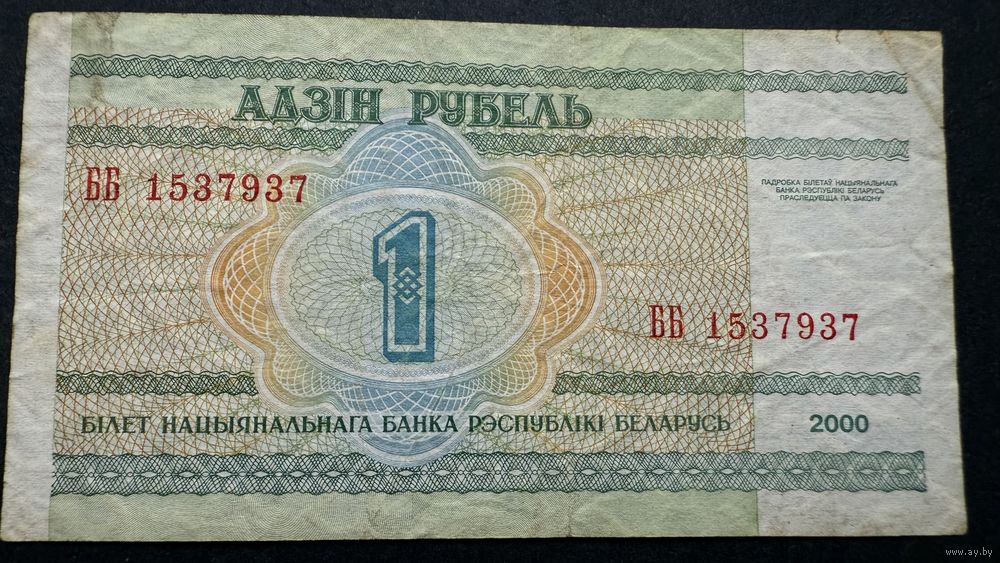 АДЗІН РУБЕЛЬ
ББ 1537937
ПАДРОБКА БІЛЕТАЎ НАЦЫЯНАЛЬНАГА
БАНКА РЭСПУБЛІКІ БЕЛАРУСЬ
ПРАСЛЕДУЕЦЦА ПА ЗАКОНУ
1
ББ 1537937
БІЛЕТ НАЦЫЯНАЛЬНАГА БАНКА РЭСПУБЛІКІ БЕЛАРУСЬ 2000
www.ay.by